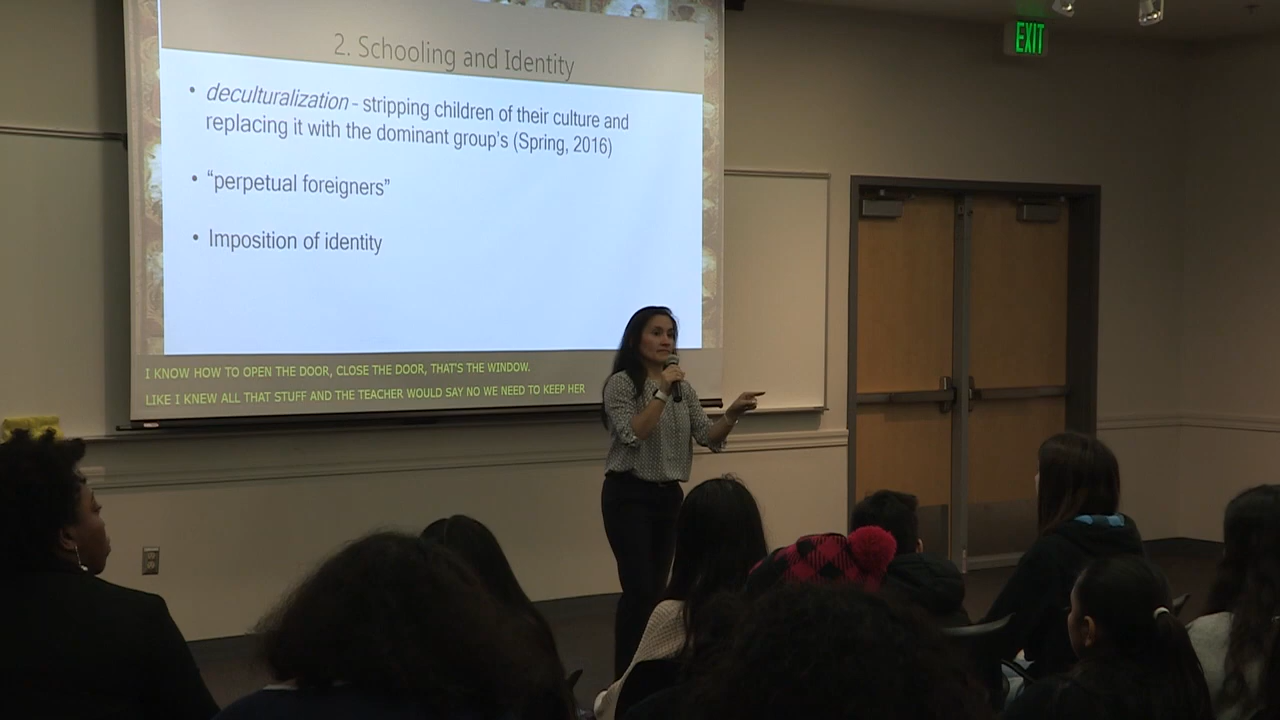 2. Schooling and Identity
• deculturalization - stripping children of their culture and
replacing it with the dominant group's (Spring, 2016)
• "perpetual foreigners"
• Imposition of identity
I KNOW HOW TO OPEN THE DOOR, CLOSE THE DOOR, THAT'S THE WINDOW.
LIKE I KNEW ALL THAT STUFF AND THE TEACHER WOULD SAY NO WE NEED TO KEEP HER
EXIT